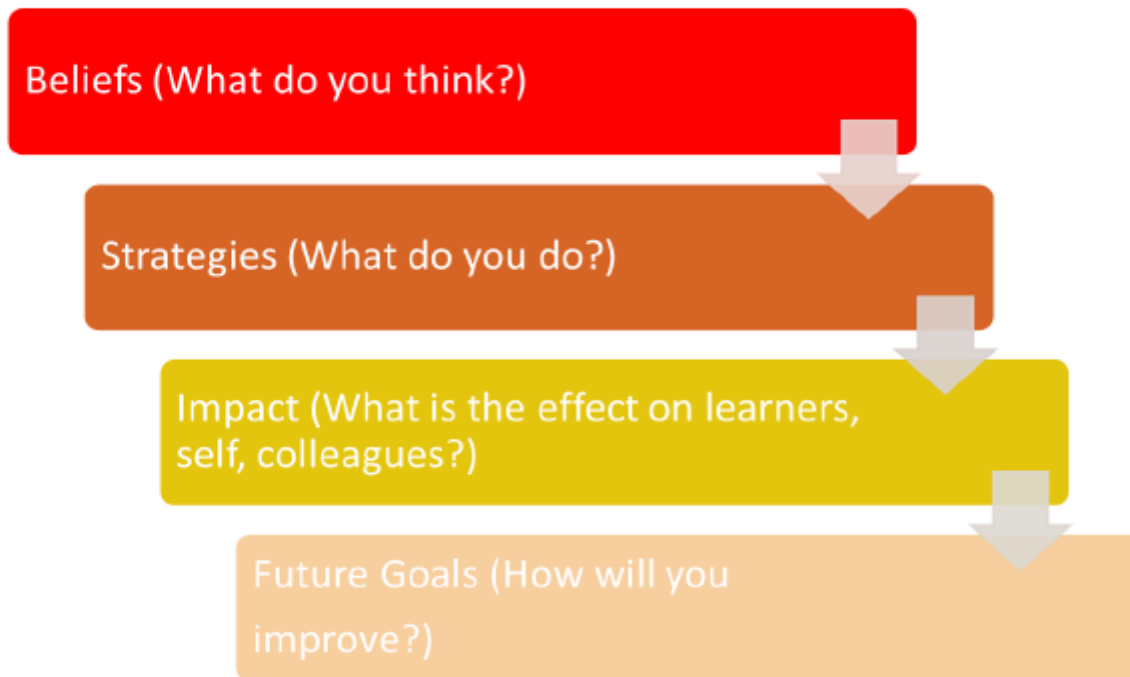 Beliefs (What do you think?)
Strategies (What do you do?)
Impact (What is the effect on learners,
self, colleagues?)
Future Goals (How will you
improve?)